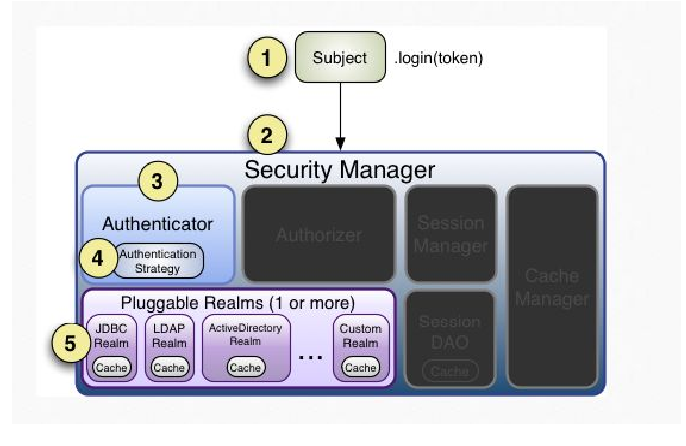 1
Subject
.login(token)
2
Security Manager
3
Authenticator
4
Authentication
Strategy
Authorizer
Session
Manager
Cache
Manager
Pluggable Realms (1 or more)
5
JDBC
Realm
Cache
LDAP
Realm
Cache
ActiveDirectory
Realm
Cache
...
Custom
Realm
Cache
Session
DAO
Cache